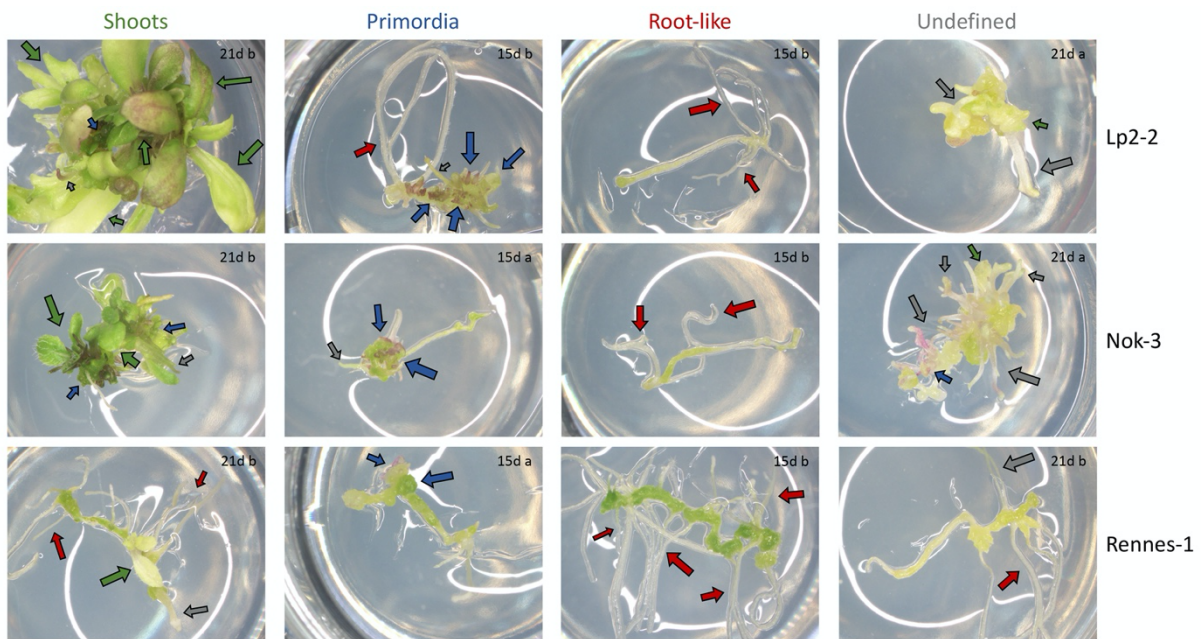 Shoots Primordia Root-like Undefined
21d b 15d b 15d b 21d a
Lp2-2
21d b 15d a 15d b 21d a
Nok-3
21d b 15d a 15d b 21d b
Rennes-1